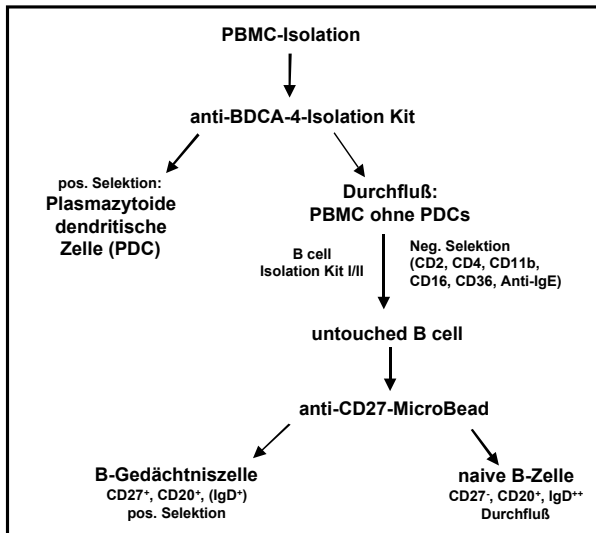 PBMC-Isolation
anti-BDCA-4-Isolation Kit
pos. Selektion:
Plasmazytoide
dendritische
Zelle (PDC)
Durchfluß:
PBMC ohne PDCs
B cell
Isolation Kit I/II
Neg. Selektion
(CD2, CD4, CD11b,
CD16, CD36, Anti-IgE)
untouched B cell
anti-CD27-MicroBead
B-Gedächtniszelle
CD27⁺, CD20⁺, (IgD⁺)
pos. Selektion
naive B-Zelle
CD27⁻, CD20⁺, IgD⁺⁺
Durchfluß